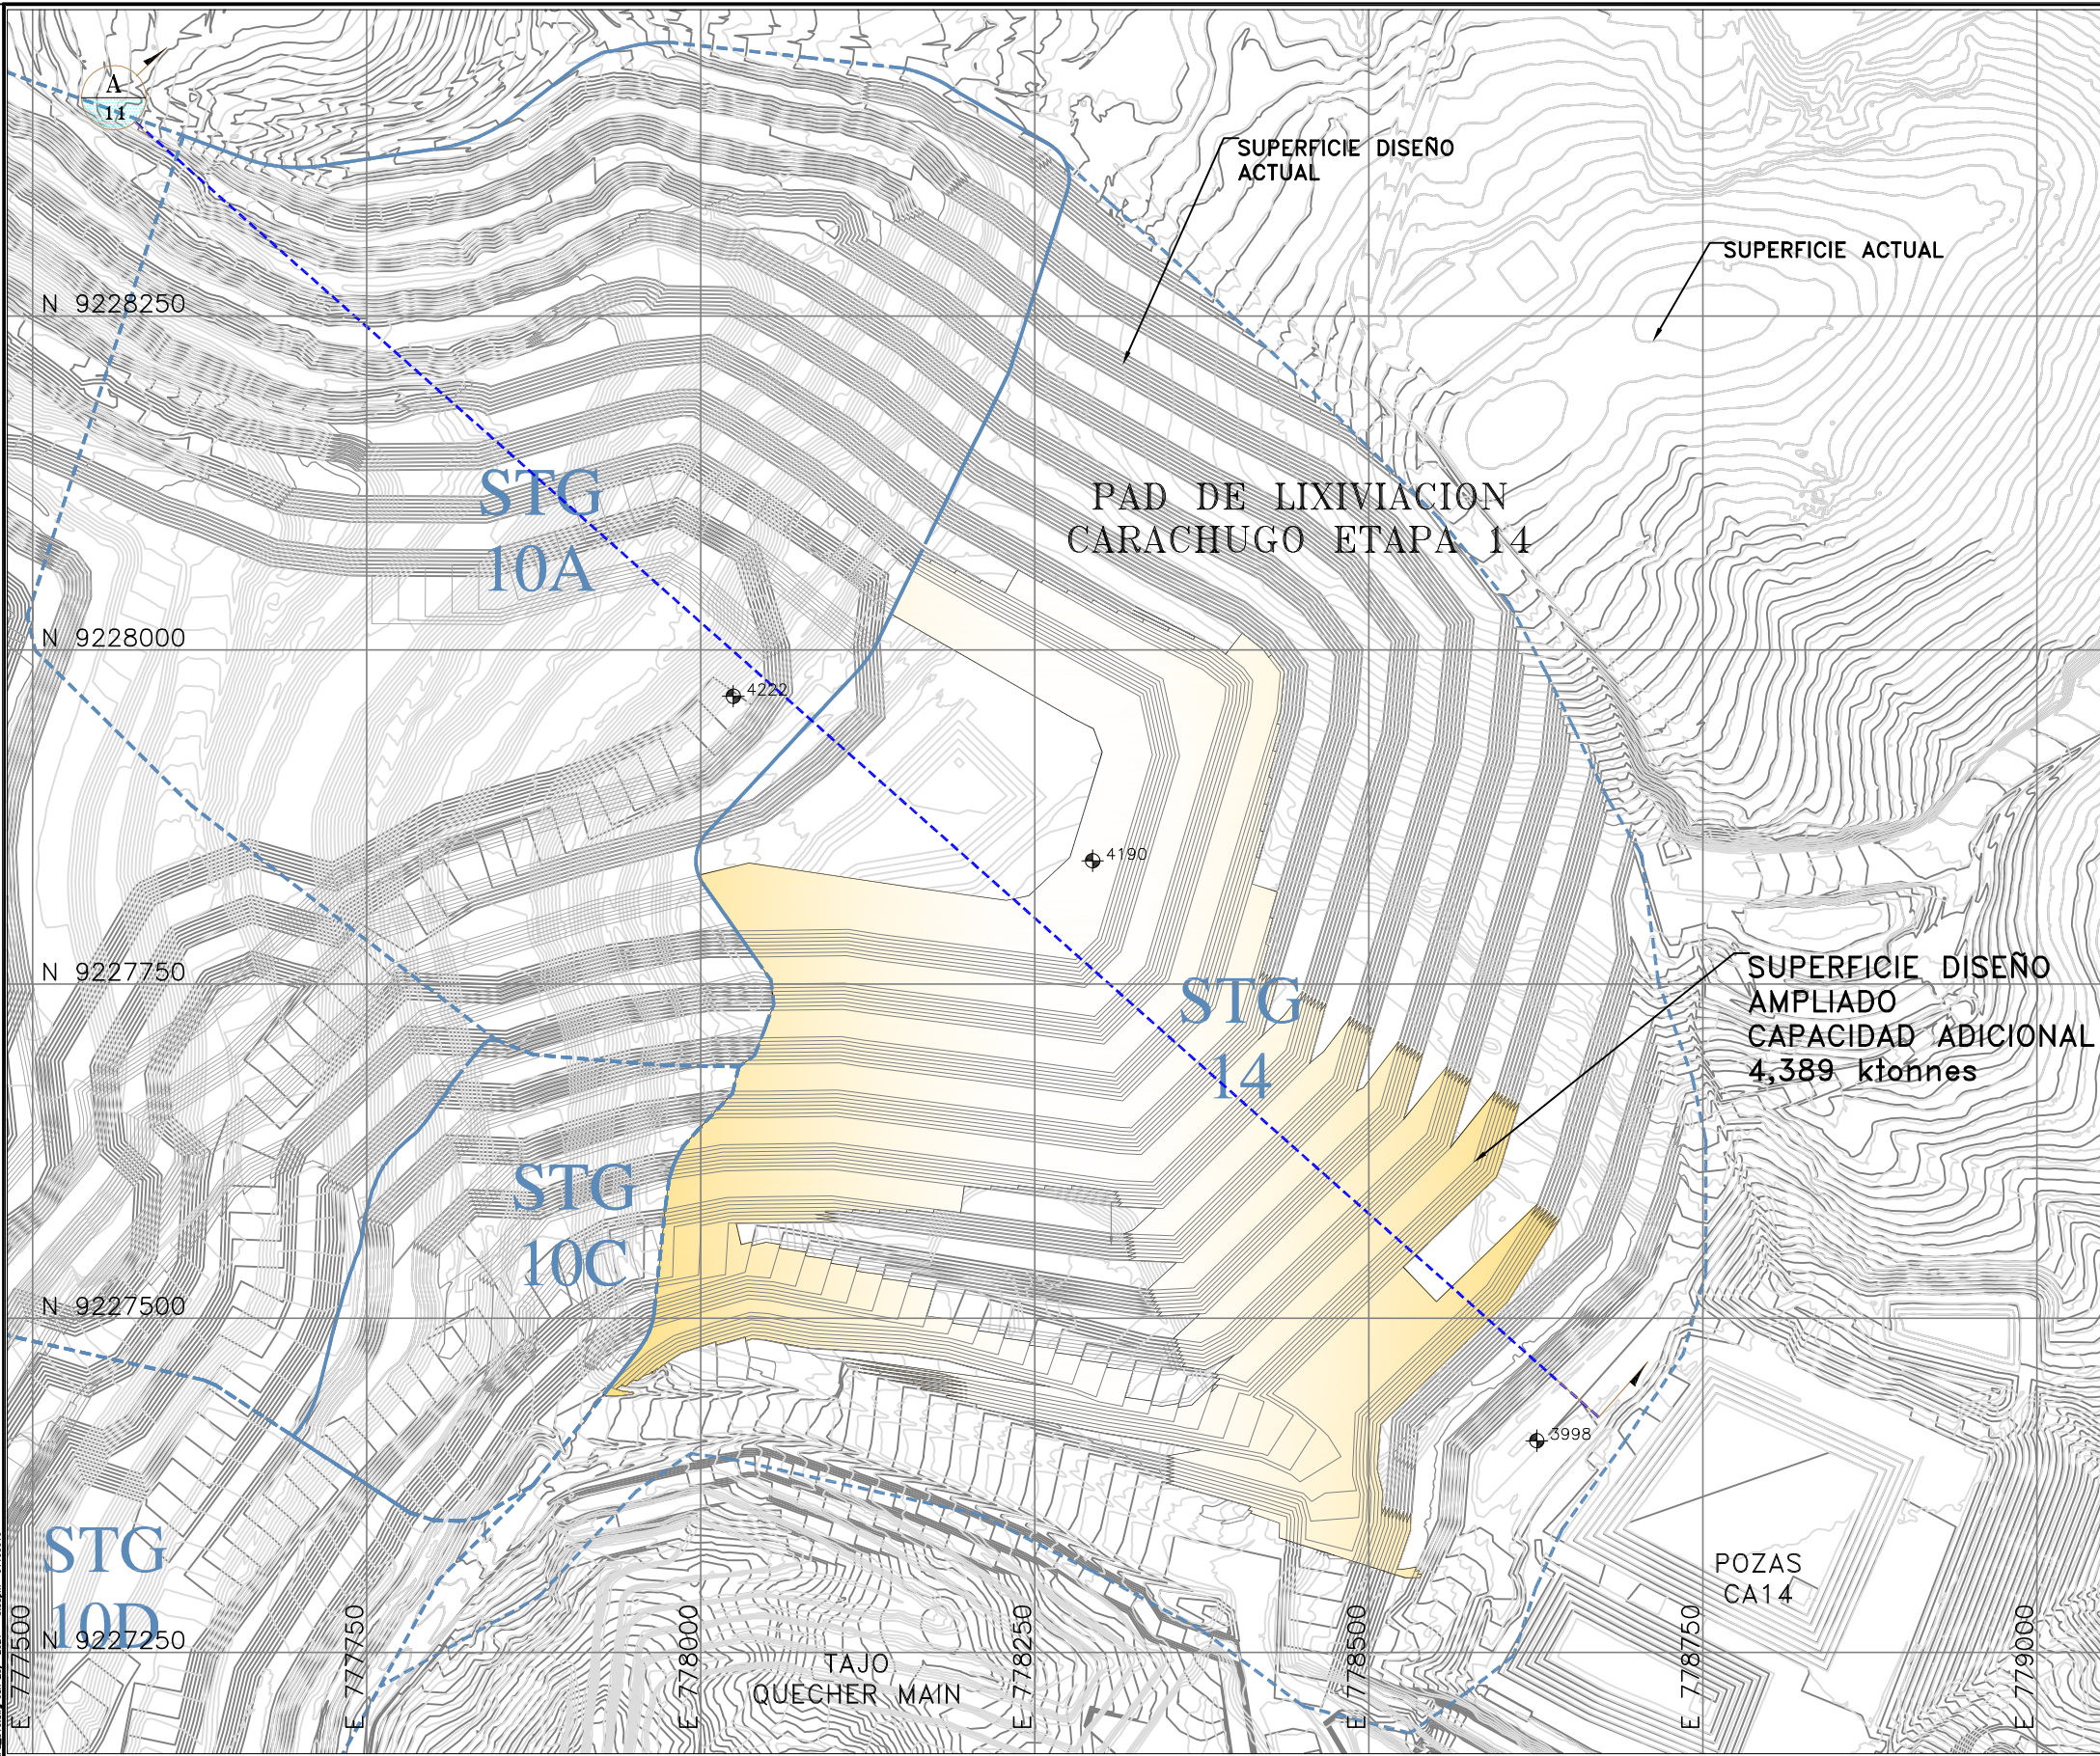 A
11
SUPERFICIE DISEÑO
ACTUAL
SUPERFICIE ACTUAL
N 9228250
STG
10A
PAD DE LIXIVIACION
CARACHUGO ETAPA 14
N 9228000
4222
4190
N 9227750
STG
14
SUPERFICIE DISEÑO
AMPLIADO
CAPACIDAD ADICIONAL
4,389 ktonnes
STG
10C
N 9227500
3998
STG
10D
POZAS
CA14
N 9227250
TAJO
QUECHER MAIN
E 777500
E 777750
E 778000
E 778250
E 778500
E 778750
E 779000